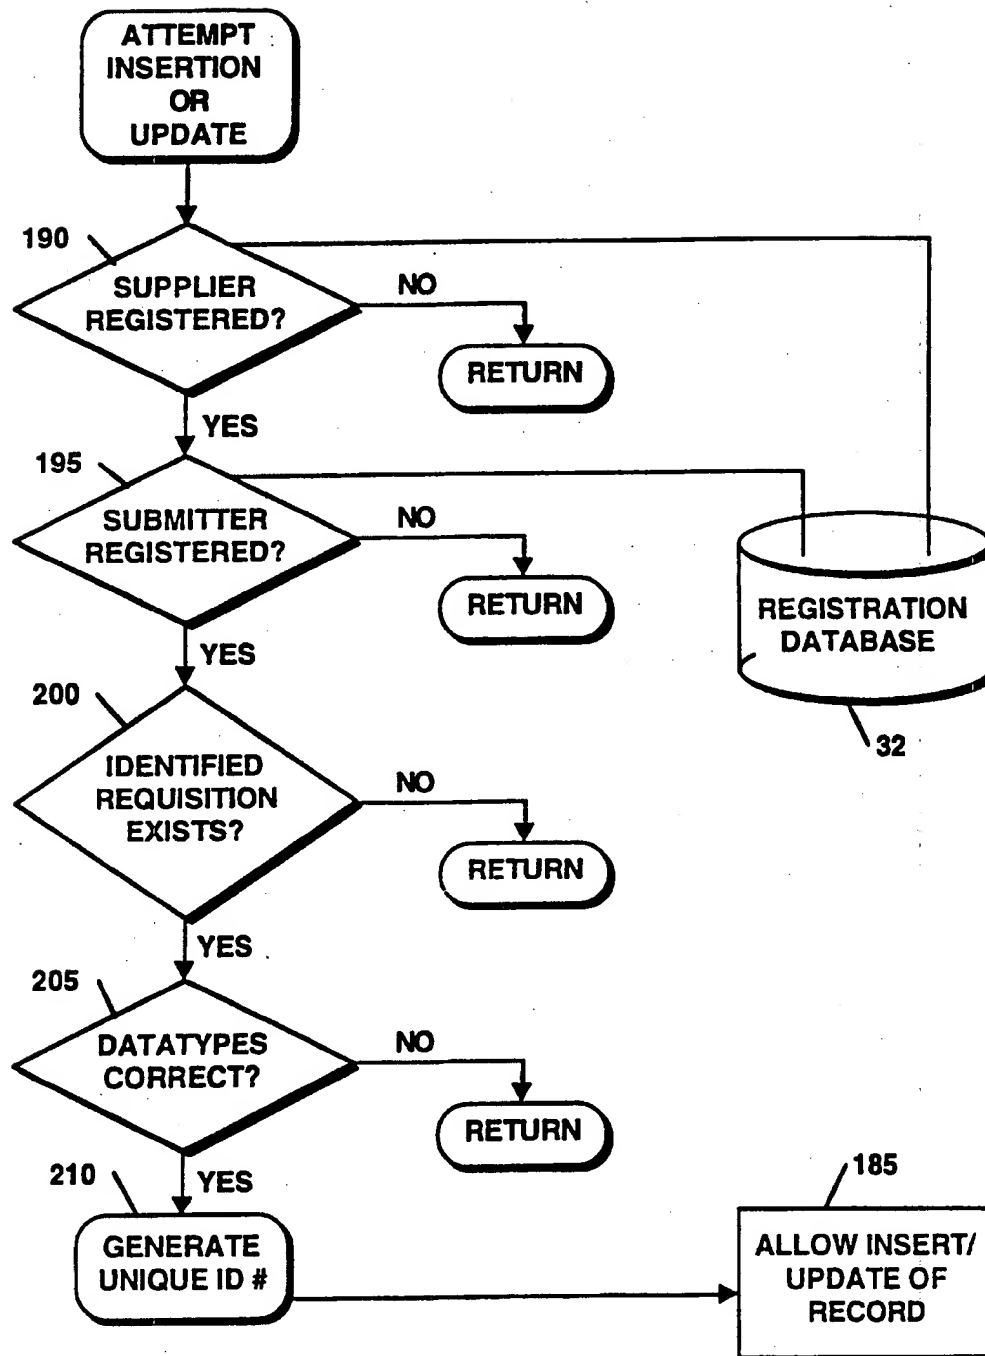 ATTEMPT
INSERTION
OR
UPDATE
190
SUPPLIER
REGISTERED?
NO
RETURN
YES
195
SUBMITTER
REGISTERED?
NO
RETURN
REGISTRATION
DATABASE
32
YES
200
IDENTIFIED
REQUISITION
EXISTS?
NO
RETURN
YES
205
DATATYPES
CORRECT?
NO
RETURN
YES
210
GENERATE
UNIQUE ID #
185
ALLOW INSERT/
UPDATE OF
RECORD